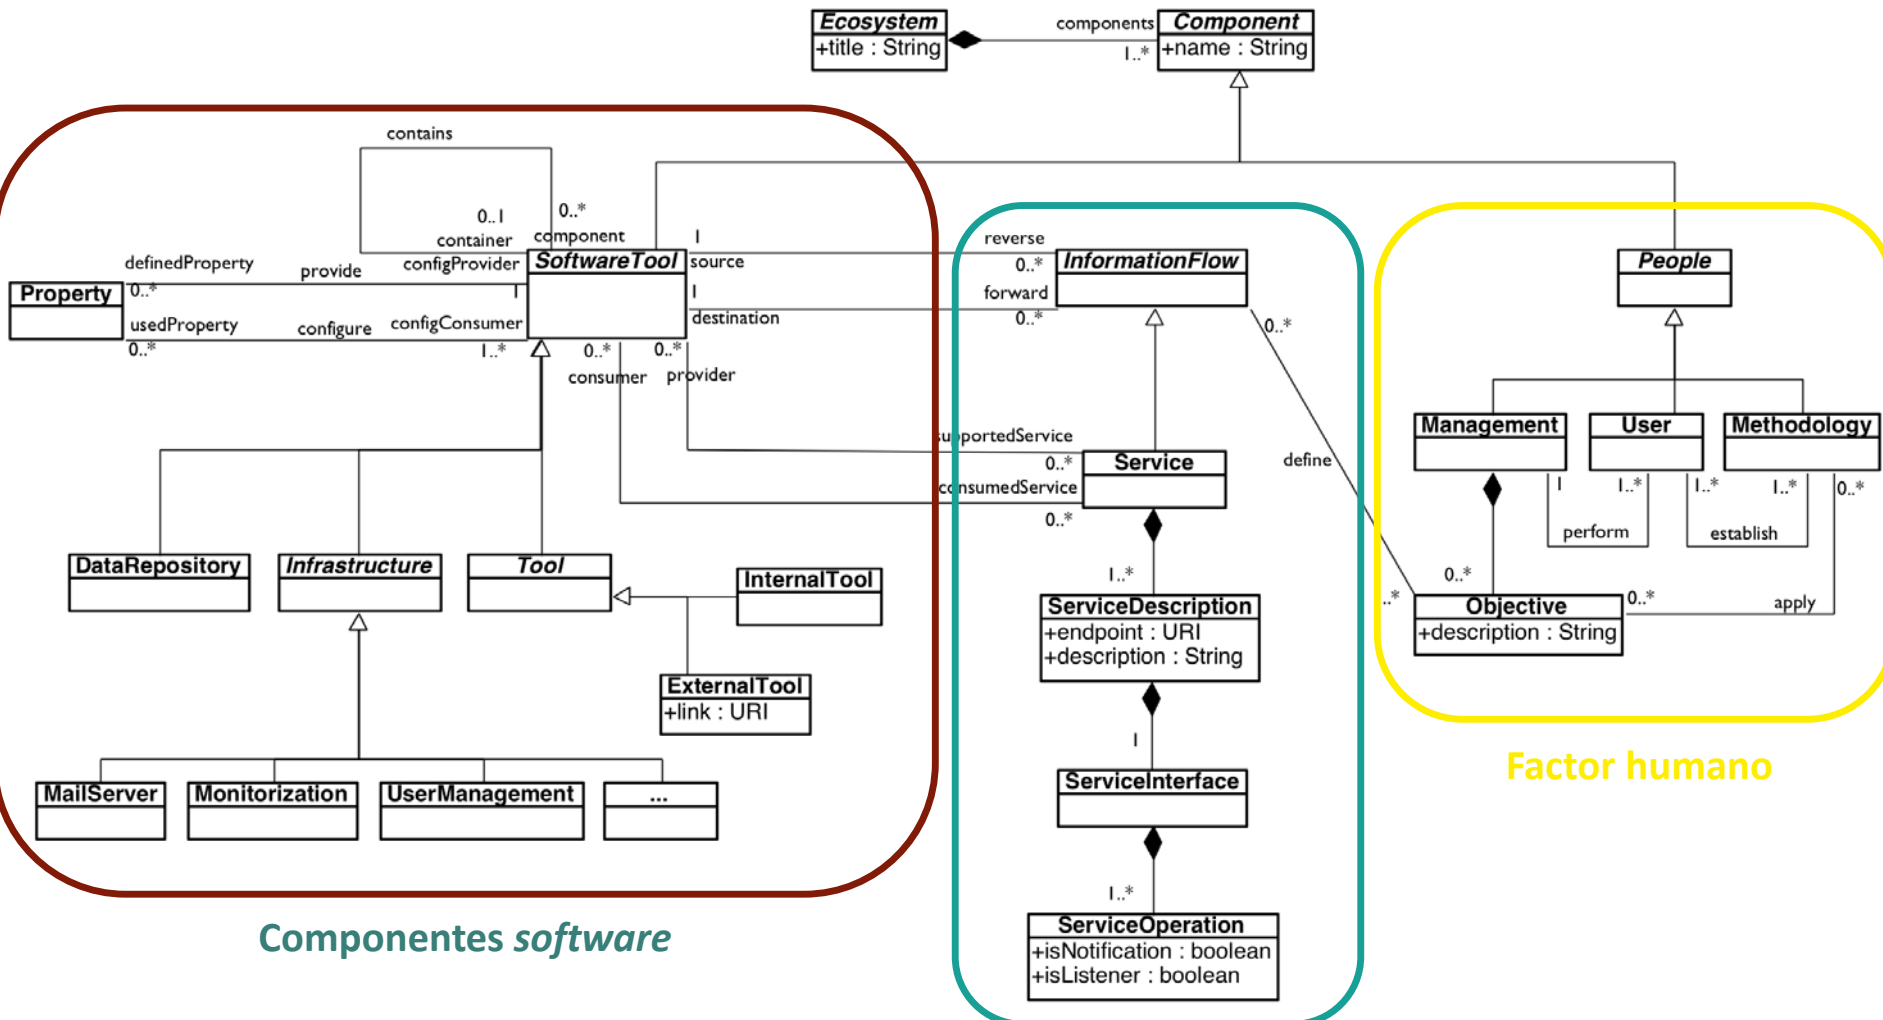 Ecosystem
+title : String
components
1..*
Component
+name : String
contains
0..1
container
0..*
component
definedProperty
0..*
provide
configProvider
1
Property
usedProperty
0..*
configure
configConsumer
1..*
SoftwareTool
1
source
1
destination
reverse
0..*
forward
0..*
InformationFlow
0..*
People
0..*
consumer
0..*
provider
supportedService
0..*
consumedService
0..*
Service
define
Management
User
Methodology
1
1..*
perform
1..*
1..*
establish
0..*
DataRepository
Infrastructure
Tool
InternalTool
ExternalTool
+link : URI
1..*
ServiceDescription
+endpoint : URI
+description : String
0..*
..*
Objective
+description : String
0..*
apply
MailServer
Monitorization
UserManagement
...
1
ServiceInterface
1..*
ServiceOperation
+isNotification : boolean
+isListener : boolean
Factor humano
Componentes software